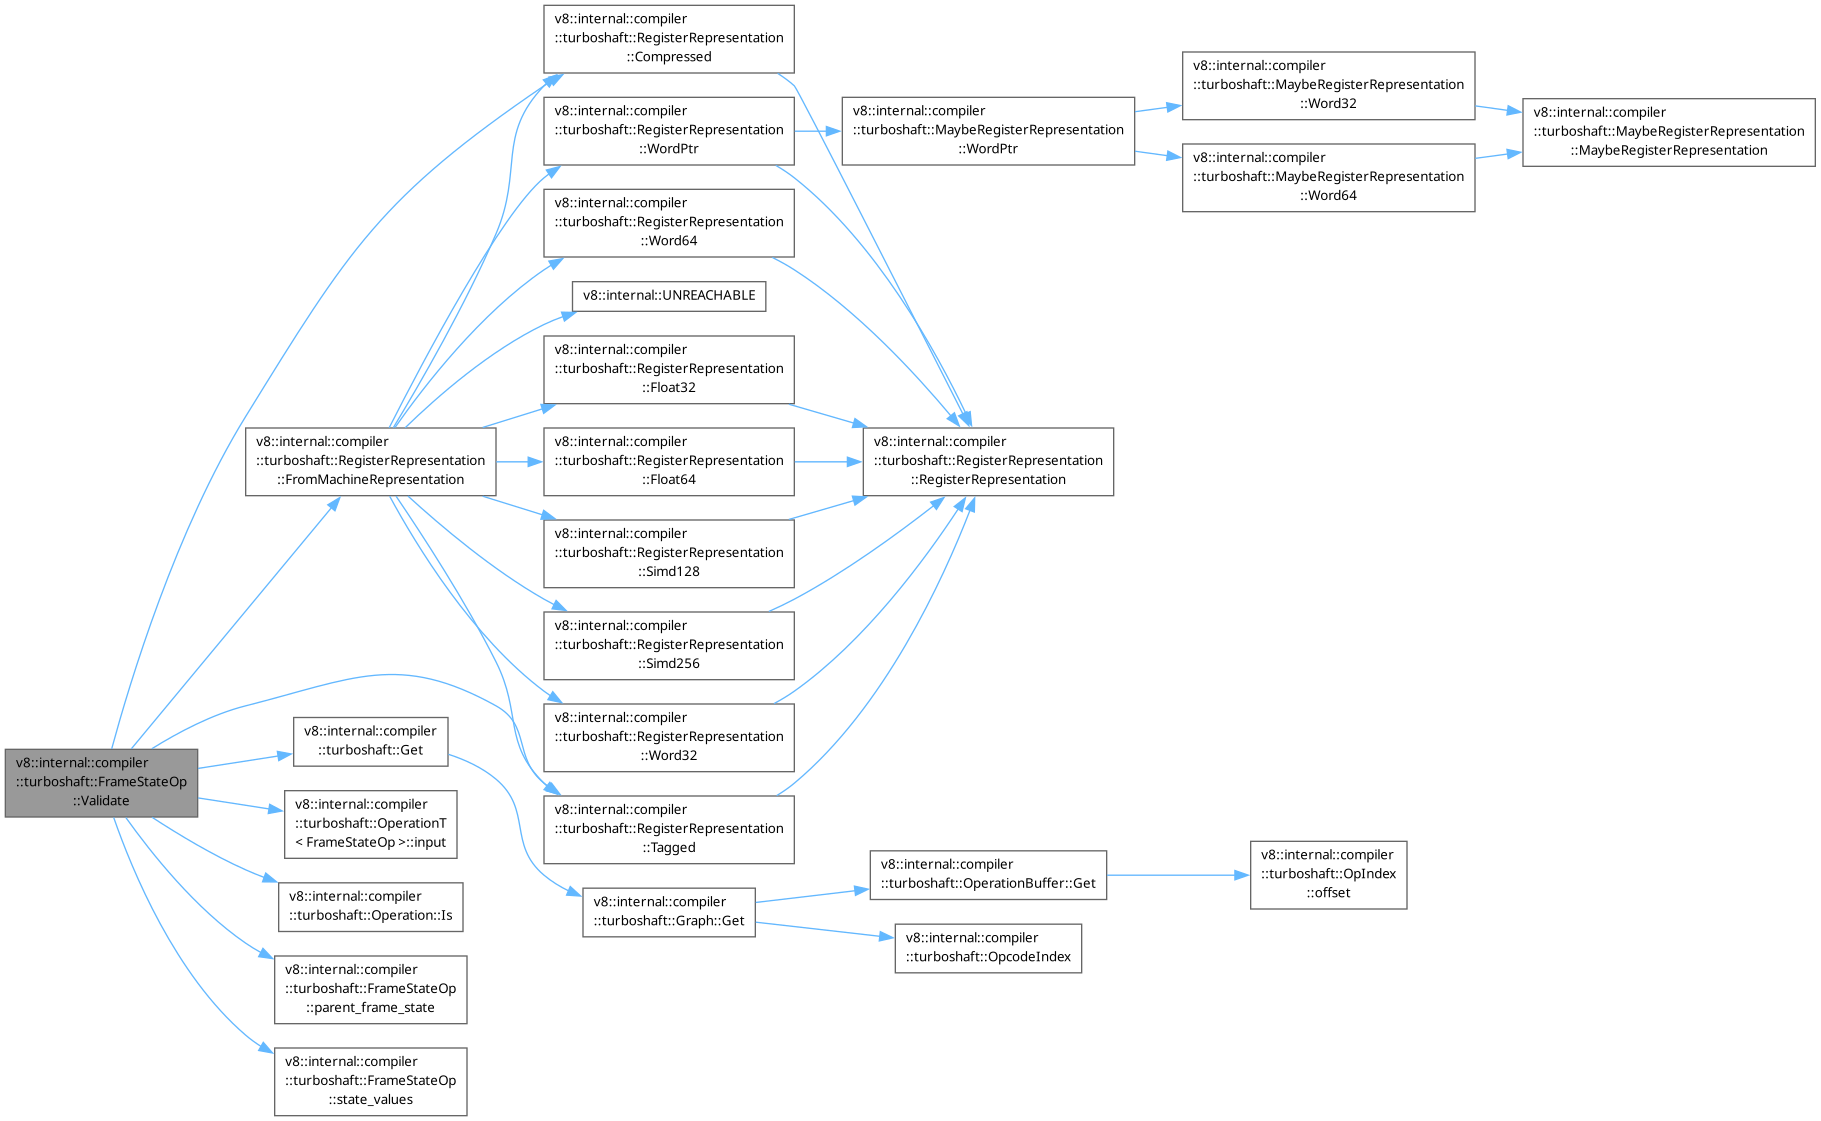 v8::internal::compiler
::turboshaft::FrameStateOp
::Validate
v8::internal::compiler
::turboshaft::RegisterRepresentation
::FromMachineRepresentation
v8::internal::compiler
::turboshaft::Get
v8::internal::compiler
::turboshaft::OperationT
< FrameStateOp >::input
v8::internal::compiler
::turboshaft::Operation::Is
v8::internal::compiler
::turboshaft::FrameStateOp
::parent_frame_state
v8::internal::compiler
::turboshaft::FrameStateOp
::state_values
v8::internal::compiler
::turboshaft::RegisterRepresentation
::Compressed
v8::internal::compiler
::turboshaft::RegisterRepresentation
::WordPtr
v8::internal::compiler
::turboshaft::RegisterRepresentation
::Word64
v8::internal::UNREACHABLE
v8::internal::compiler
::turboshaft::RegisterRepresentation
::Float32
v8::internal::compiler
::turboshaft::RegisterRepresentation
::Float64
v8::internal::compiler
::turboshaft::RegisterRepresentation
::Simd128
v8::internal::compiler
::turboshaft::RegisterRepresentation
::Simd256
v8::internal::compiler
::turboshaft::RegisterRepresentation
::Word32
v8::internal::compiler
::turboshaft::RegisterRepresentation
::Tagged
v8::internal::compiler
::turboshaft::Graph::Get
v8::internal::compiler
::turboshaft::MaybeRegisterRepresentation
::WordPtr
v8::internal::compiler
::turboshaft::RegisterRepresentation
::RegisterRepresentation
v8::internal::compiler
::turboshaft::OperationBuffer::Get
v8::internal::compiler
::turboshaft::OpcodeIndex
v8::internal::compiler
::turboshaft::MaybeRegisterRepresentation
::Word32
v8::internal::compiler
::turboshaft::MaybeRegisterRepresentation
::Word64
v8::internal::compiler
::turboshaft::OpIndex
::offset
v8::internal::compiler
::turboshaft::MaybeRegisterRepresentation
::MaybeRegisterRepresentation